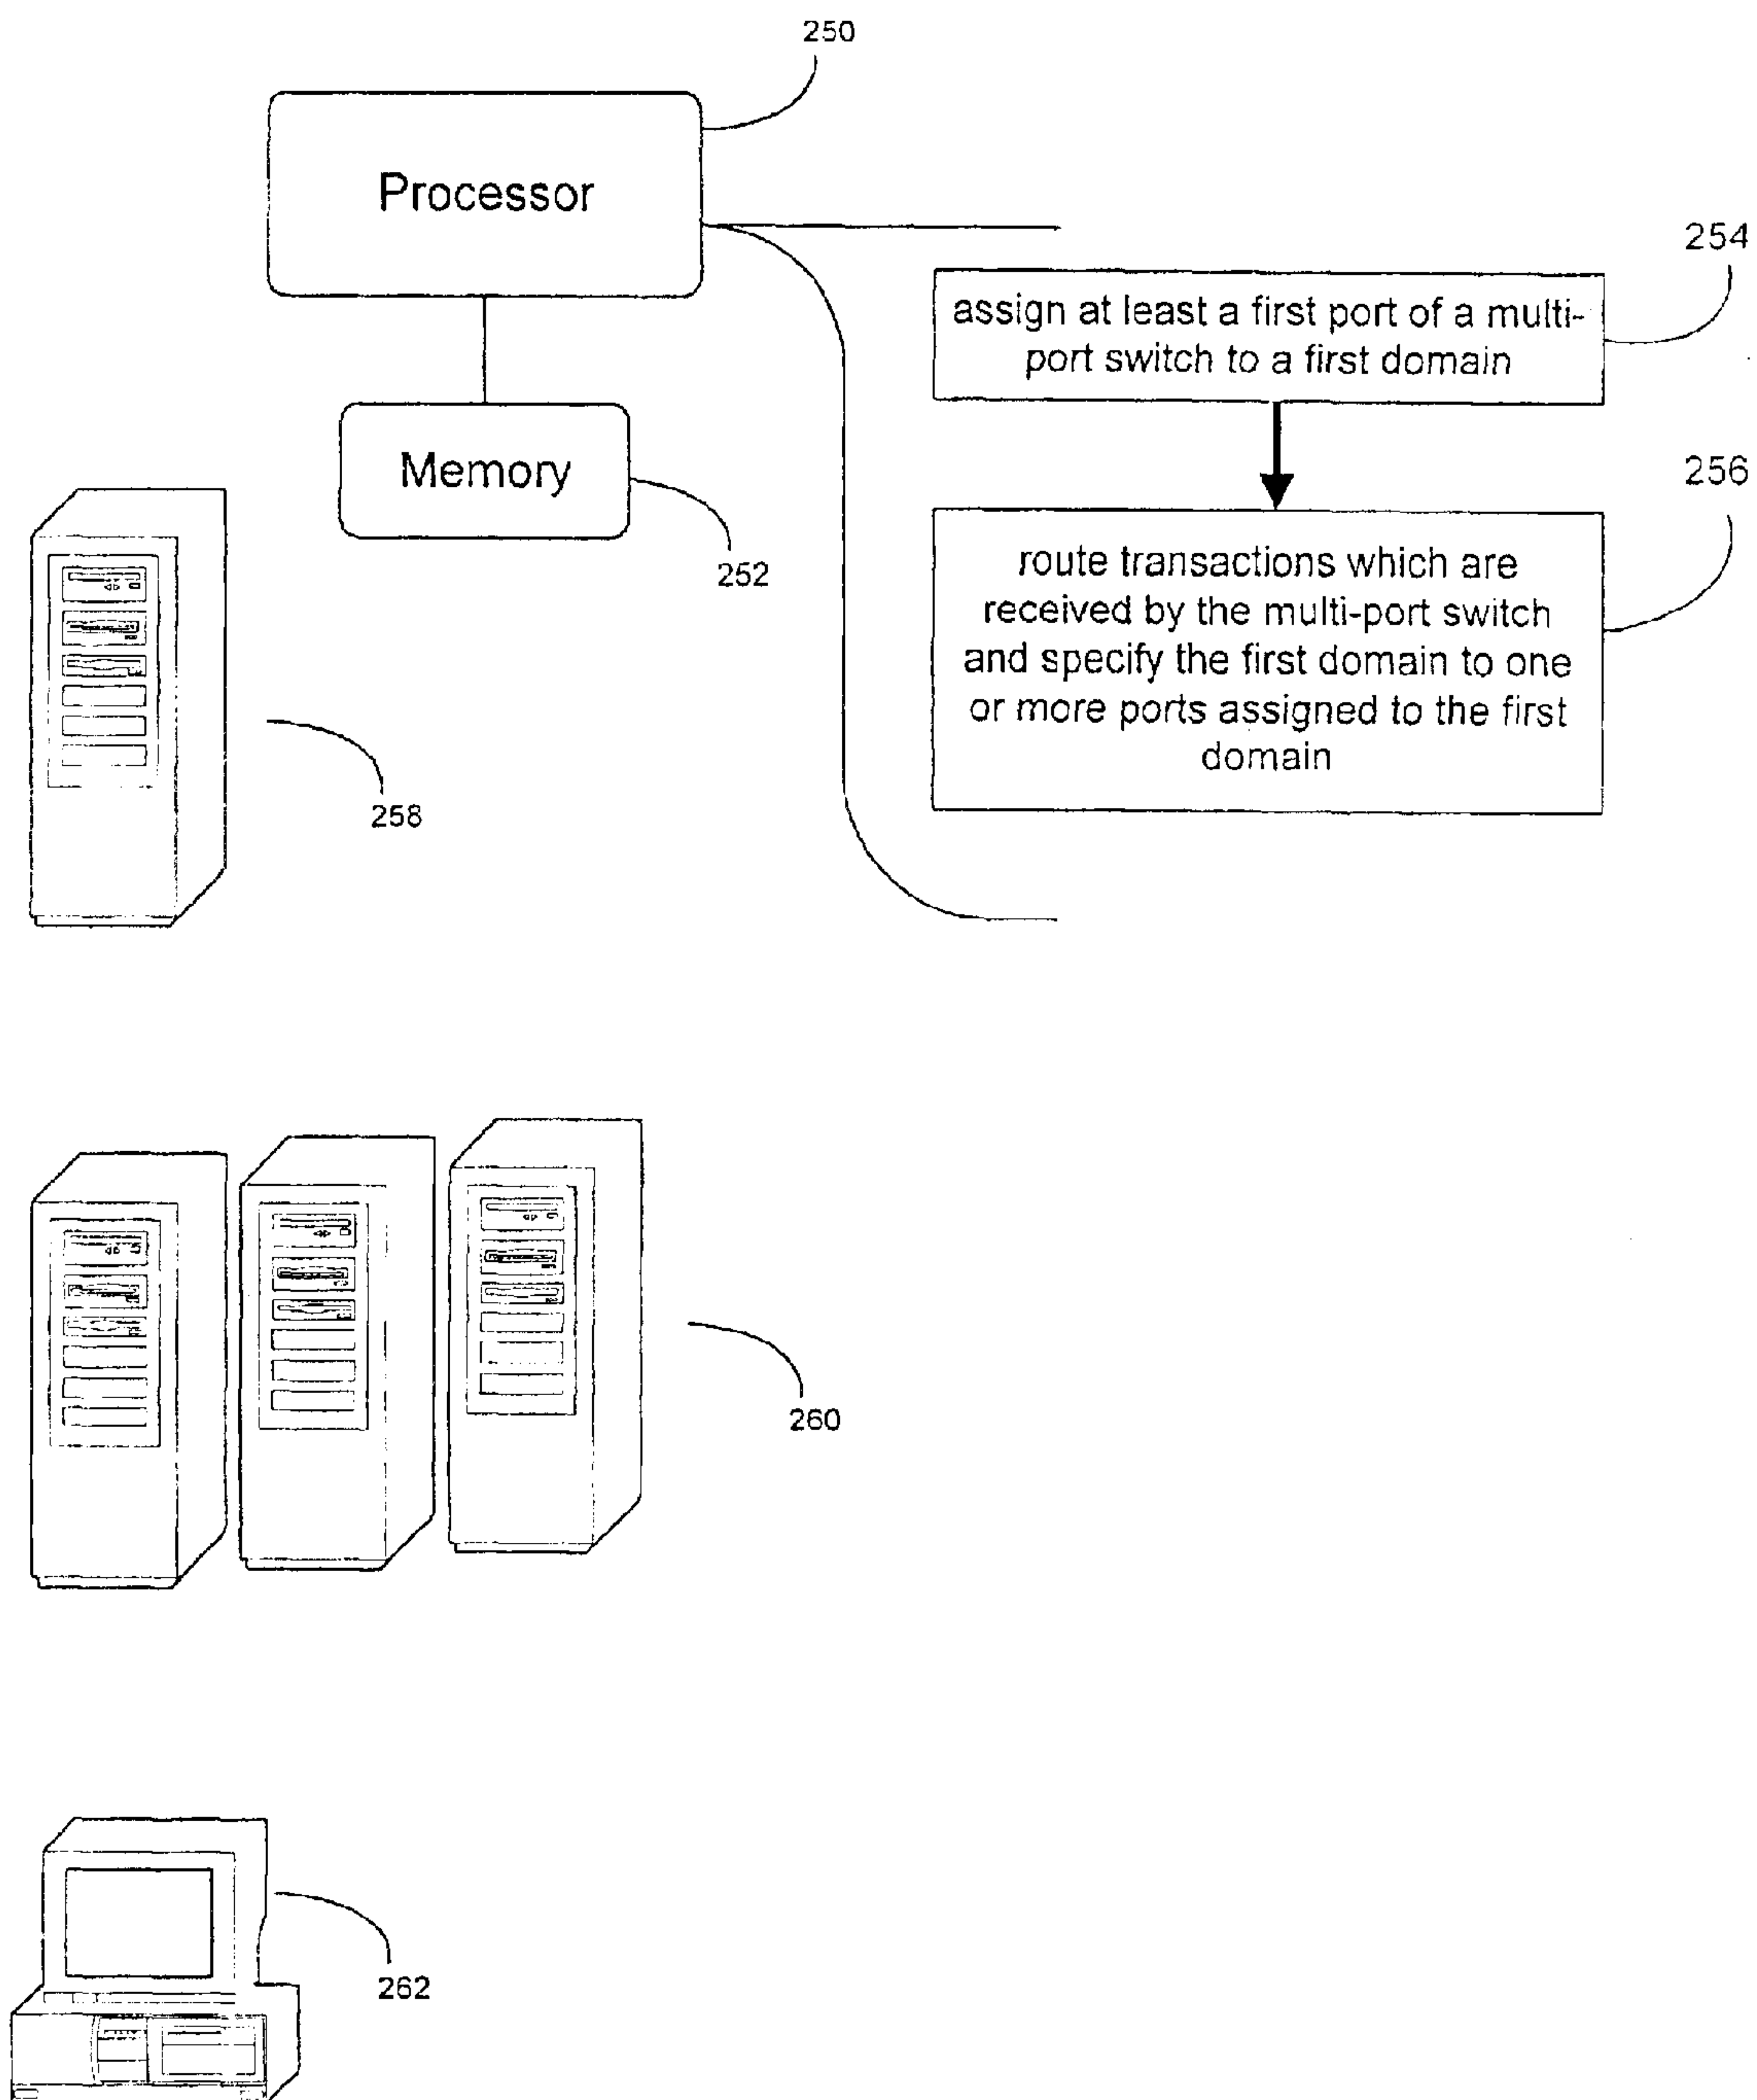 250
Processor
254
assign at least a first port of a multi-
port switch to a first domain
Memory
256
252
route transactions which are
received by the multi-port switch
and specify the first domain to one
or more ports assigned to the first
domain
258
260
262